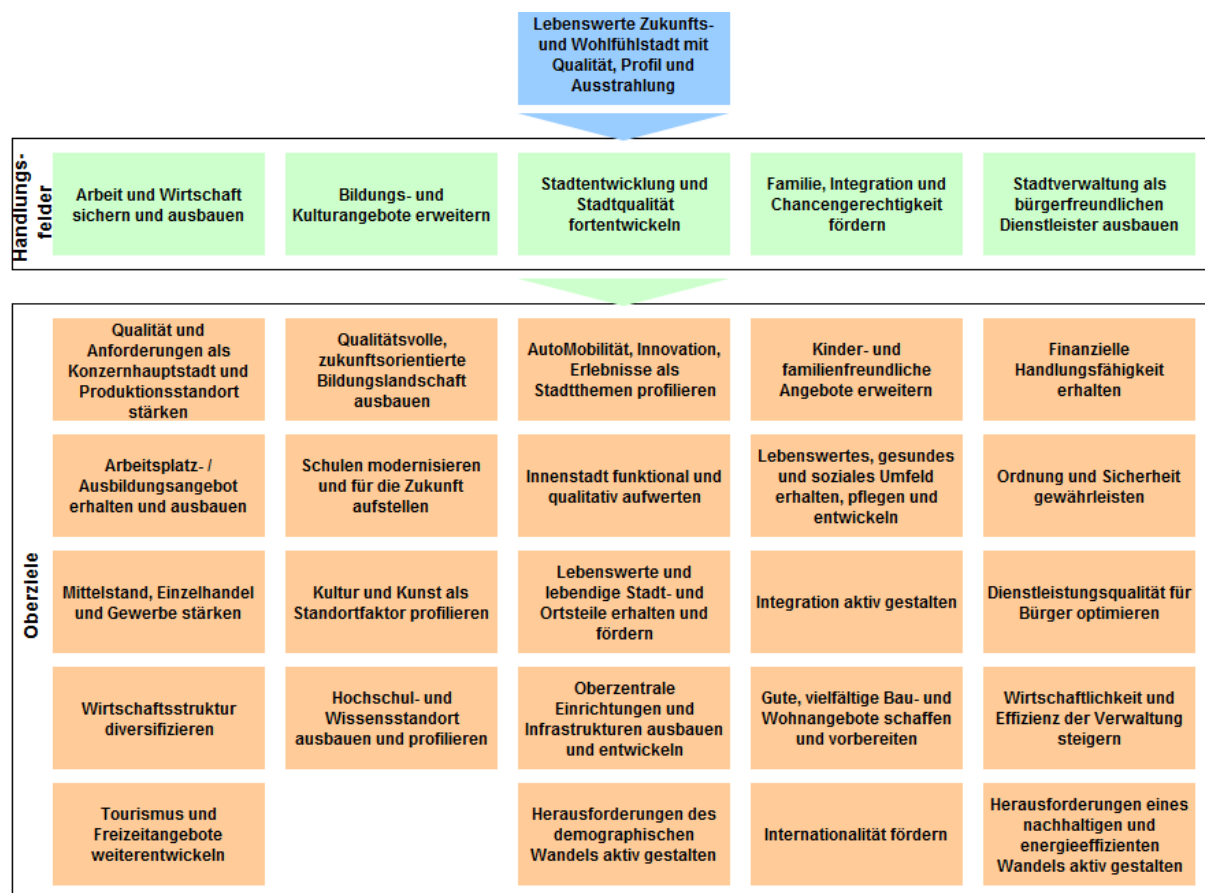 Lebenswerte Zukunfts-
und Wohlfühlstadt mit
Qualität, Profil und
Ausstrahlung
Handlungs-
felder
Arbeit und Wirtschaft
sichern und ausbauen
Bildungs- und
Kulturangebote erweitern
Stadtentwicklung und
Stadtqualität
fortentwickeln
Familie, Integration und
Chancengerechtigkeit
fördern
Stadtverwaltung als
bürgerfreundlichen
Dienstleister ausbauen
Oberziele
Qualität und
Anforderungen als
Konzernhauptstadt und
Produktionsstandort
stärken
Qualitätsvolle,
zukunftsorientierte
Bildungslandschaft
ausbauen
AutoMobilität, Innovation,
Erlebnisse als
Stadtthemen profilieren
Kinder- und
familienfreundliche
Angebote erweitern
Finanzielle
Handlungsfähigkeit
erhalten
Arbeitsplatz- /
Ausbildungsangebot
erhalten und ausbauen
Schulen modernisieren
und für die Zukunft
aufstellen
Innenstadt funktional und
qualitativ aufwerten
Lebenswertes, gesundes
und soziales Umfeld
erhalten, pflegen und
entwickeln
Ordnung und Sicherheit
gewährleisten
Mittelstand, Einzelhandel
und Gewerbe stärken
Kultur und Kunst als
Standortfaktor profilieren
Lebenswerte und
lebendige Stadt- und
Ortsteile erhalten und
fördern
Integration aktiv gestalten
Dienstleistungsqualität für
Bürger optimieren
Wirtschaftsstruktur
diversifizieren
Hochschul- und
Wissensstandort
ausbauen und profilieren
Oberzentrale
Einrichtungen und
Infrastrukturen ausbauen
und entwickeln
Gute, vielfältige Bau- und
Wohnangebote schaffen
und vorbereiten
Wirtschaftlichkeit und
Effizienz der Verwaltung
steigern
Tourismus und
Freizeitangebote
weiterentwickeln
Herausforderungen des
demographischen
Wandels aktiv gestalten
Internationalität fördern
Herausforderungen eines
nachhaltigen und
energieeffizienten
Wandels aktiv gestalten